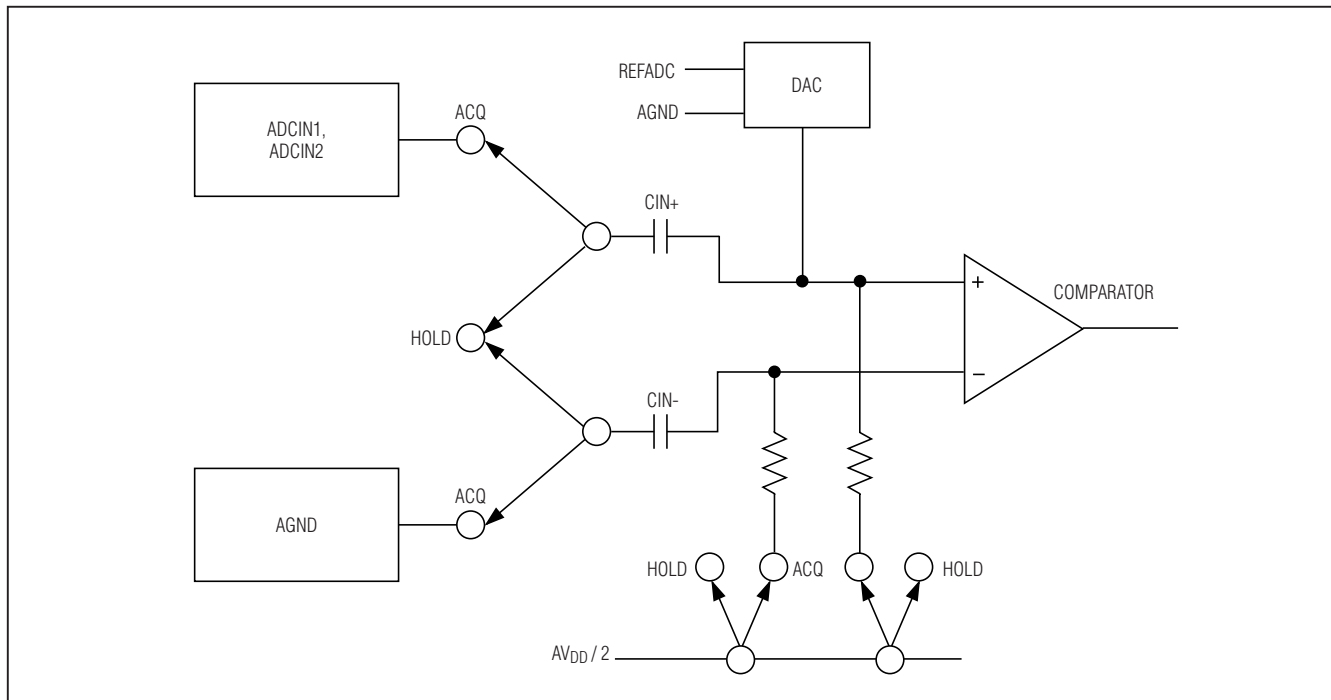 REFADC
AGND
DAC
ADCIN1,
ADCIN2
ACQ
CIN+
HOLD
+
COMPARATOR
−
CIN-
AGND
ACQ
HOLD
ACQ
HOLD
AVDD / 2